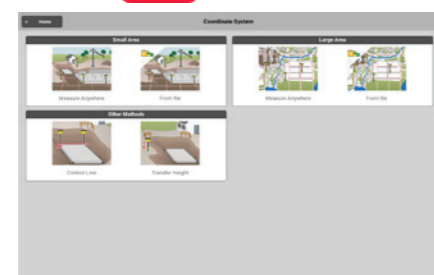 Home
Coordinate System
Small Area
Measure Anywhere
From file
Large Area
Measure Anywhere
From file
Other Methods
Control Line
Transfer Height